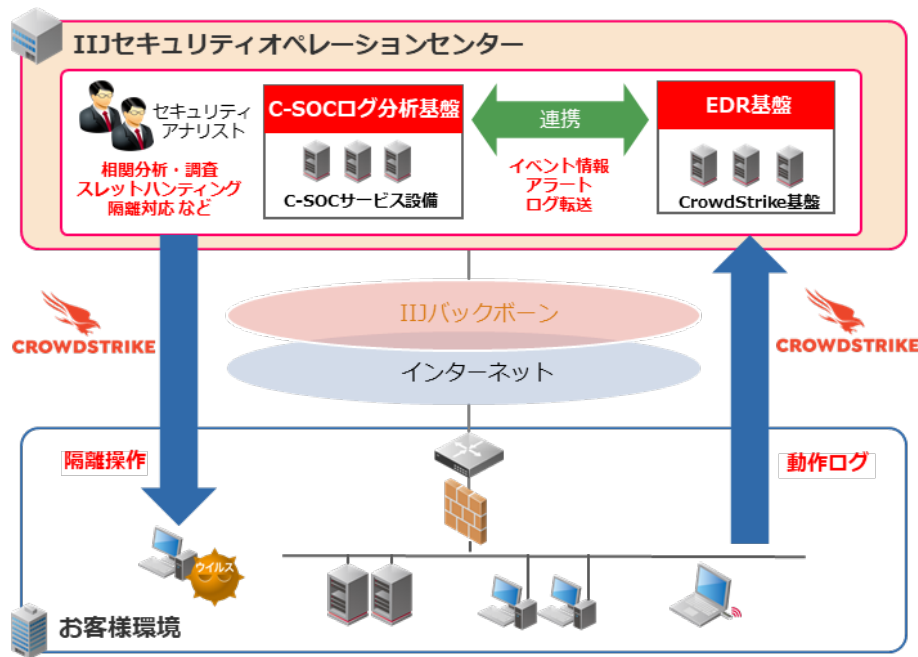 IIJセキュリティオペレーションセンター
セキュリティ
アナリスト
相関分析・調査
スレットハンティング
隔離対応 など
C-SOCログ分析基盤
C-SOCサービス設備
連携
イベント情報
アラート
ログ転送
EDR基盤
CrowdStrike基盤
CROWDSTRIKE
IIJバックボーン
インターネット
CROWDSTRIKE
隔離操作
動作ログ
ウイルス
お客様環境